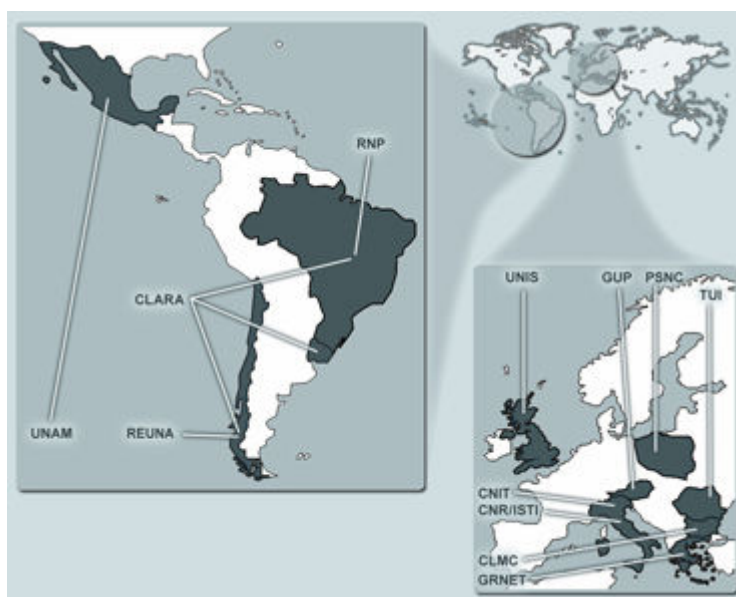 RNP
CLARA
UNAM
REUNA
UNIS
GUP
PSNC
TUI
CNIT
CNR/ISTI
CLMC
GRNET